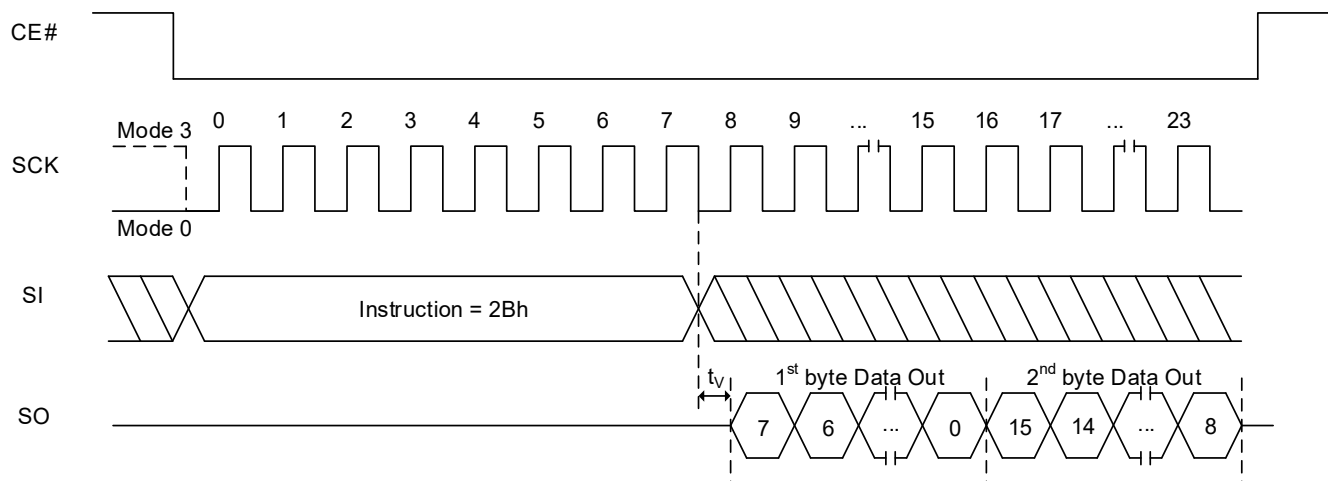 CE#
0 1 2 3 4 5 6 7 8 9 ... 15 16 17 ... 23
Mode 3
SCK
Mode 0
SI
Instruction = 2Bh
tV
1st byte Data Out
2nd byte Data Out
SO
7 6 ... 0 15 14 ... 8